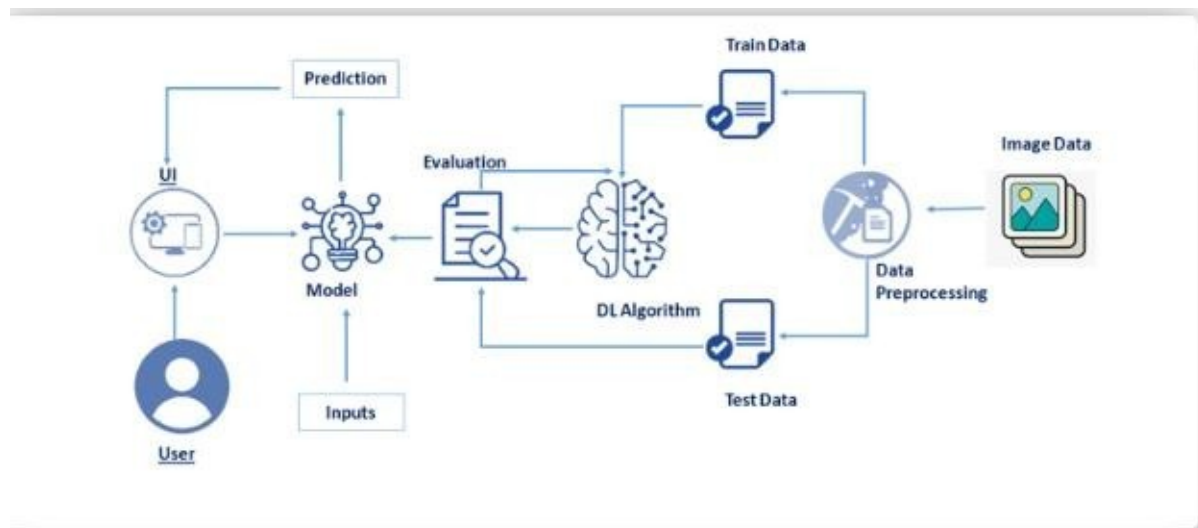 Train Data
Prediction
Image Data
Evaluation
UI
Data
Preprocessing
Model
DL Algorithm
Test Data
Inputs
User